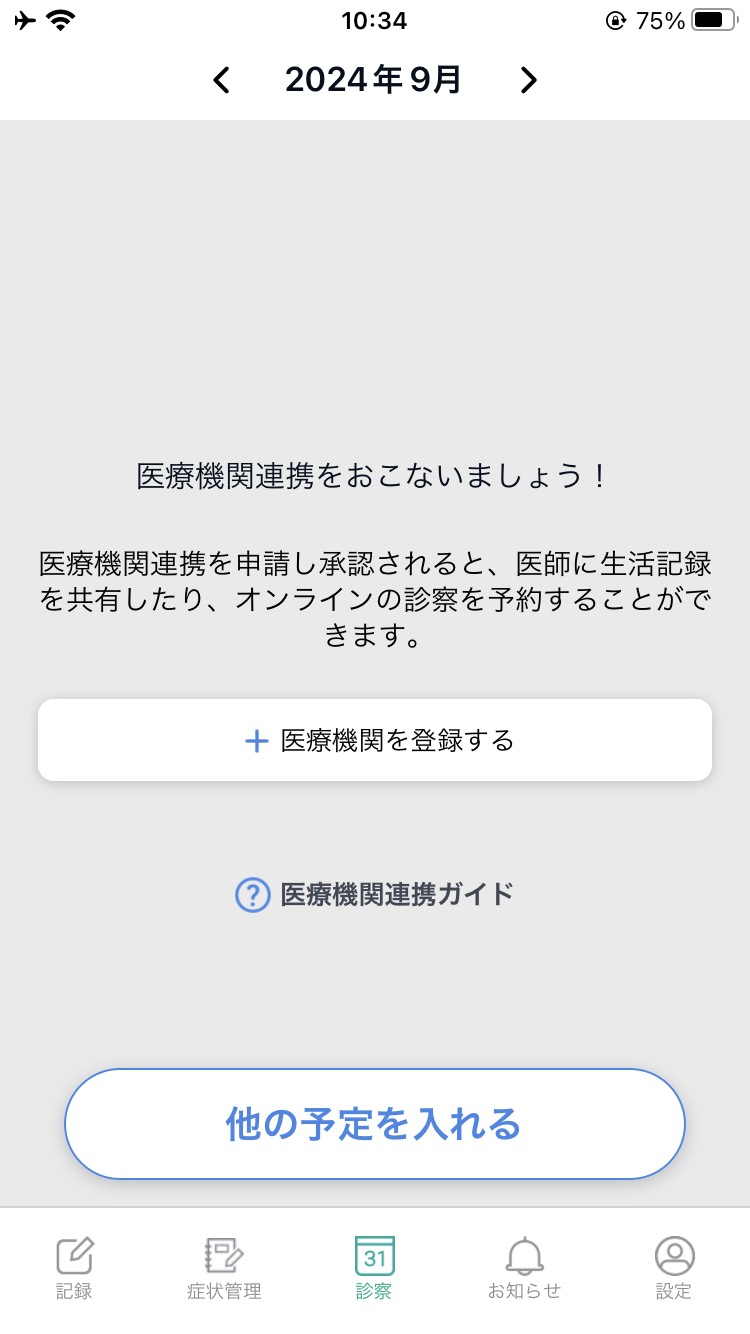 10:34
75%
2024年9月
医療機関連携をおこないましょう！
医療機関連携を申請し承認されると、医師に生活記録
を共有したり、オンラインの診察を予約することがで
きます。
＋ 医療機関を登録する
? 医療機関連携ガイド
他の予定を入れる
31
記録 症状管理 診察 お知らせ 設定